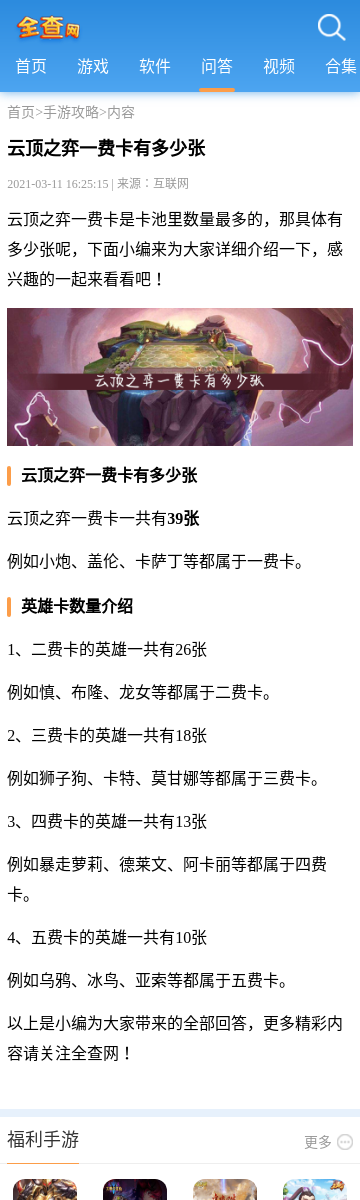 全查网
首页 游戏 软件 问答 视频 合集
首页>手游攻略>内容
云顶之弈一费卡有多少张
2021-03-11 16:25:15 | 来源：互联网
云顶之弈一费卡是卡池里数量最多的，那具体有
多少张呢，下面小编来为大家详细介绍一下，感
兴趣的一起来看看吧！
云顶之弈一费卡有多少张
云顶之弈一费卡有多少张
云顶之弈一费卡一共有39张
例如小炮、盖伦、卡萨丁等都属于一费卡。
英雄卡数量介绍
1、二费卡的英雄一共有26张
例如慎、布隆、龙女等都属于二费卡。
2、三费卡的英雄一共有18张
例如狮子狗、卡特、莫甘娜等都属于三费卡。
3、四费卡的英雄一共有13张
例如暴走萝莉、德莱文、阿卡丽等都属于四费
卡。
4、五费卡的英雄一共有10张
例如乌鸦、冰鸟、亚索等都属于五费卡。
以上是小编为大家带来的全部回答，更多精彩内
容请关注全查网！
福利手游
更多